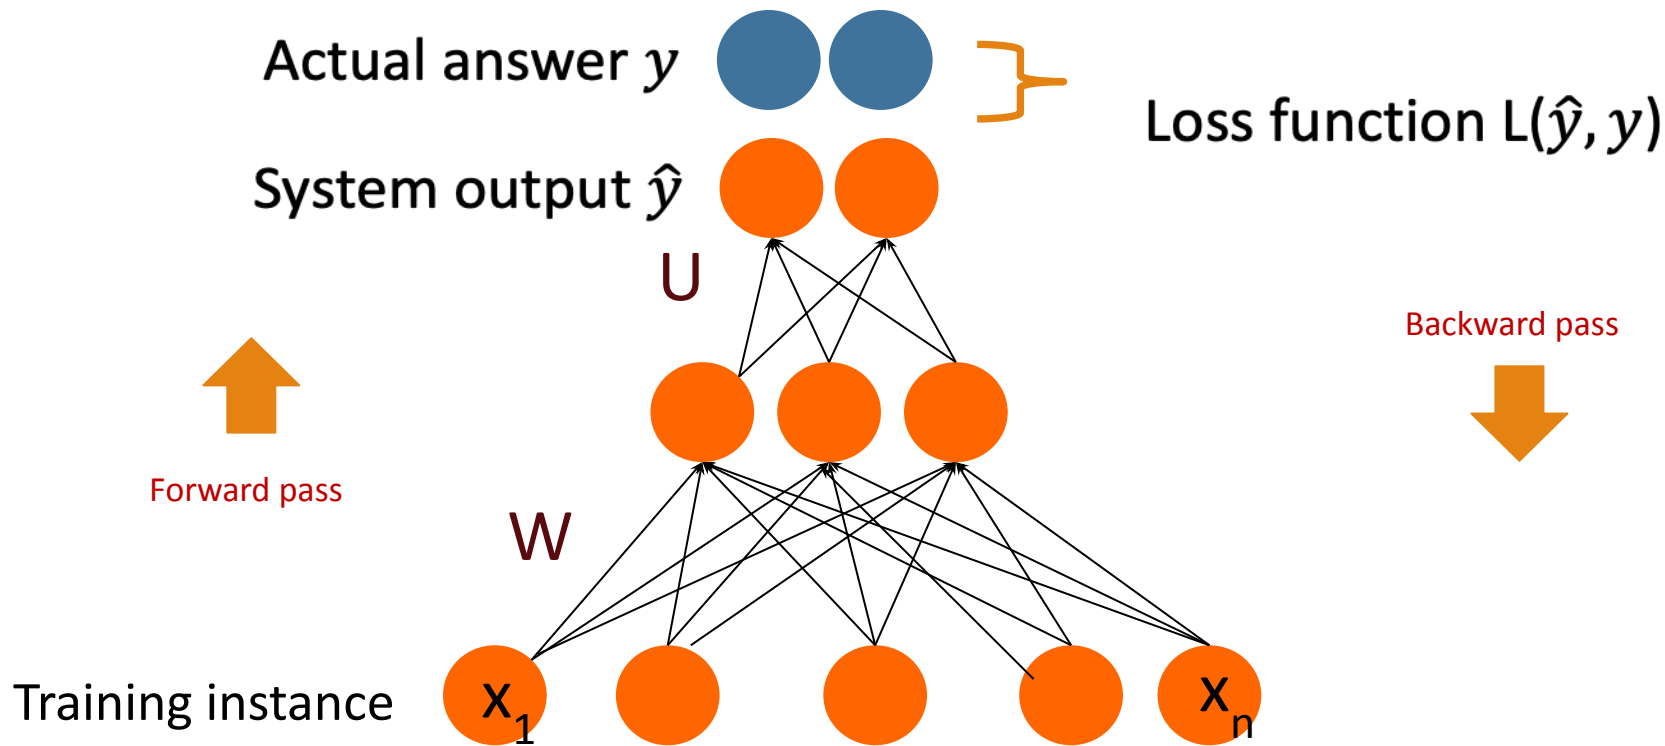 Actual answer y
Loss function L(ŷ, y)
System output ŷ
U
Backward pass
Forward pass
W
Training instance
x₁
xₙ